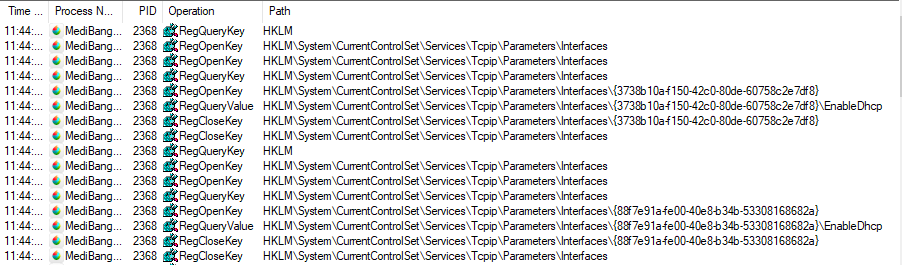 Time ... Process N... PID Operation Path
11:44:... MediBang... 2368 RegQueryKey HKLM
11:44:... MediBang... 2368 RegOpenKey HKLM\System\CurrentControlSet\Services\Tcpip\Parameters\Interfaces
11:44:... MediBang... 2368 RegOpenKey HKLM\System\CurrentControlSet\Services\Tcpip\Parameters\Interfaces
11:44:... MediBang... 2368 RegQueryKey HKLM\System\CurrentControlSet\Services\Tcpip\Parameters\Interfaces
11:44:... MediBang... 2368 RegOpenKey HKLM\System\CurrentControlSet\Services\Tcpip\Parameters\Interfaces\{3738b10a-f150-42c0-80de-60758c2e7df8}
11:44:... MediBang... 2368 RegQueryValue HKLM\System\CurrentControlSet\Services\Tcpip\Parameters\Interfaces\{3738b10a-f150-42c0-80de-60758c2e7df8}\EnableDhcp
11:44:... MediBang... 2368 RegCloseKey HKLM\System\CurrentControlSet\Services\Tcpip\Parameters\Interfaces\{3738b10a-f150-42c0-80de-60758c2e7df8}
11:44:... MediBang... 2368 RegCloseKey HKLM\System\CurrentControlSet\Services\Tcpip\Parameters\Interfaces
11:44:... MediBang... 2368 RegQueryKey HKLM
11:44:... MediBang... 2368 RegOpenKey HKLM\System\CurrentControlSet\Services\Tcpip\Parameters\Interfaces
11:44:... MediBang... 2368 RegOpenKey HKLM\System\CurrentControlSet\Services\Tcpip\Parameters\Interfaces
11:44:... MediBang... 2368 RegQueryKey HKLM\System\CurrentControlSet\Services\Tcpip\Parameters\Interfaces
11:44:... MediBang... 2368 RegOpenKey HKLM\System\CurrentControlSet\Services\Tcpip\Parameters\Interfaces\{88f7e91a-fe00-40e8-b34b-53308168682a}
11:44:... MediBang... 2368 RegQueryValue HKLM\System\CurrentControlSet\Services\Tcpip\Parameters\Interfaces\{88f7e91a-fe00-40e8-b34b-53308168682a}\EnableDhcp
11:44:... MediBang... 2368 RegCloseKey HKLM\System\CurrentControlSet\Services\Tcpip\Parameters\Interfaces\{88f7e91a-fe00-40e8-b34b-53308168682a}
11:44:... MediBang... 2368 RegCloseKey HKLM\System\CurrentControlSet\Services\Tcpip\Parameters\Interfaces